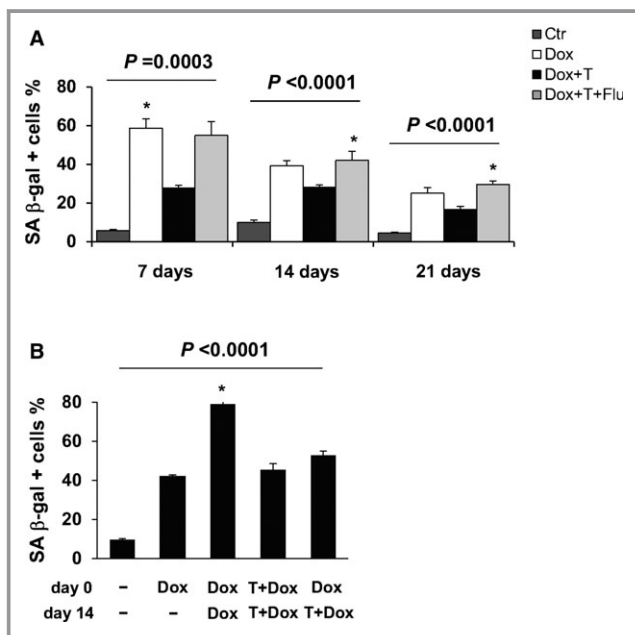 A
Ctr
Dox
Dox+T
Dox+T+Flu
P =0.0003
P <0.0001
P <0.0001
SA β-gal + cells %
80
60
40
20
0
*
*
*
7 days 14 days 21 days
B
P <0.0001
SA β-gal + cells %
80
60
40
20
0
*
day 0 – Dox Dox T+Dox Dox
day 14 – – Dox T+Dox T+Dox